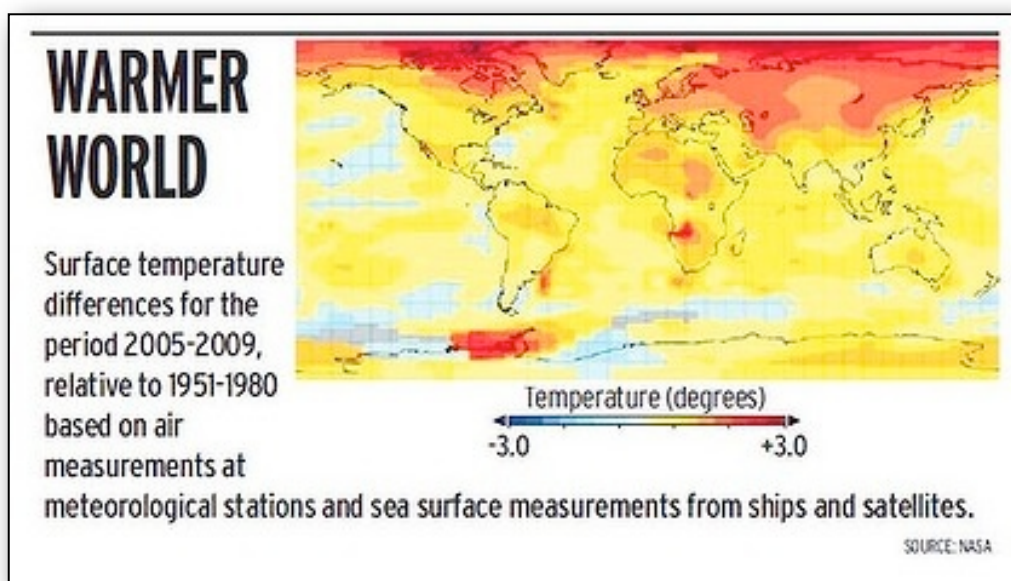 WARMER
WORLD
Surface temperature
differences for the
period 2005-2009,
relative to 1951-1980
based on air
measurements at
meteorological stations and sea surface measurements from ships and satellites.
Temperature (degrees)
-3.0 +3.0
SOURCE: NASA